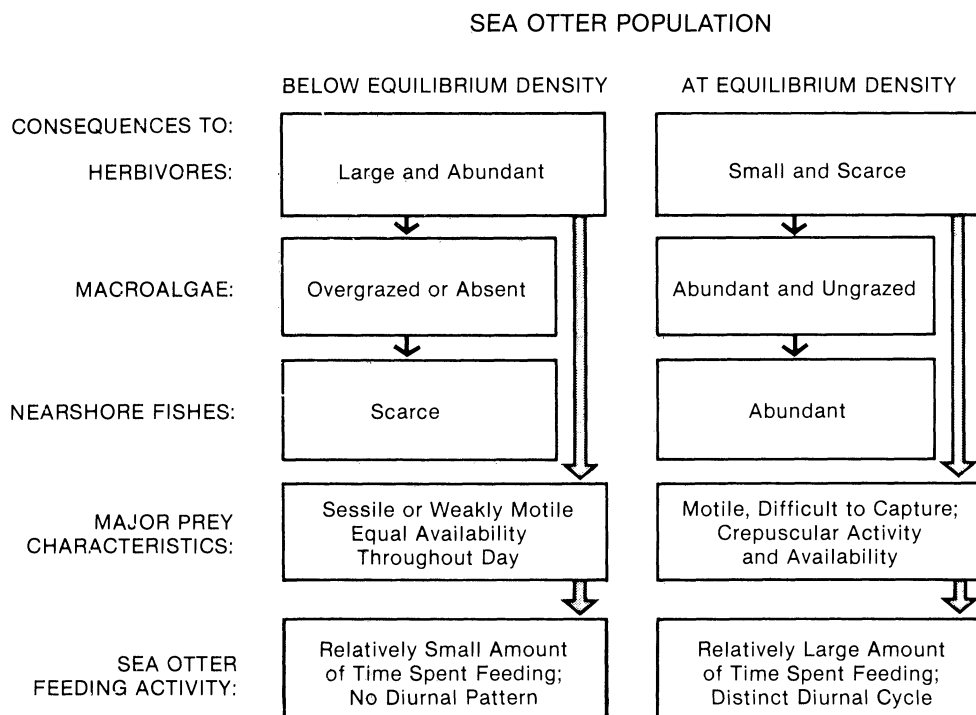 SEA OTTER POPULATION
BELOW EQUILIBRIUM DENSITY
AT EQUILIBRIUM DENSITY
CONSEQUENCES TO:
HERBIVORES:
Large and Abundant
Small and Scarce
MACROALGAE:
Overgrazed or Absent
Abundant and Ungrazed
NEARSHORE FISHES:
Scarce
Abundant
MAJOR PREY
CHARACTERISTICS:
Sessile or Weakly Motile
Equal Availability
Throughout Day
Motile, Difficult to Capture;
Crepuscular Activity
and Availability
SEA OTTER
FEEDING ACTIVITY:
Relatively Small Amount
of Time Spent Feeding;
No Diurnal Pattern
Relatively Large Amount
of Time Spent Feeding;
Distinct Diurnal Cycle